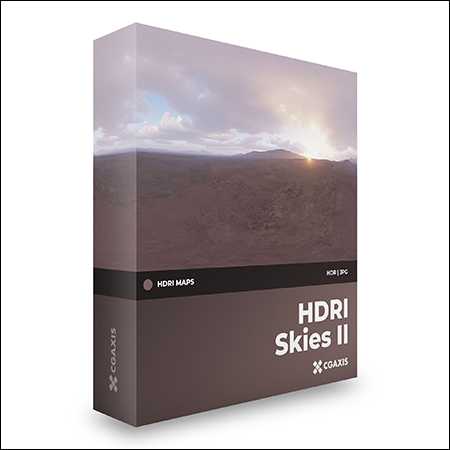 HDRI MAPS
HDR | JPG
HDRI
Skies II
CGAXIS
CGAXIS